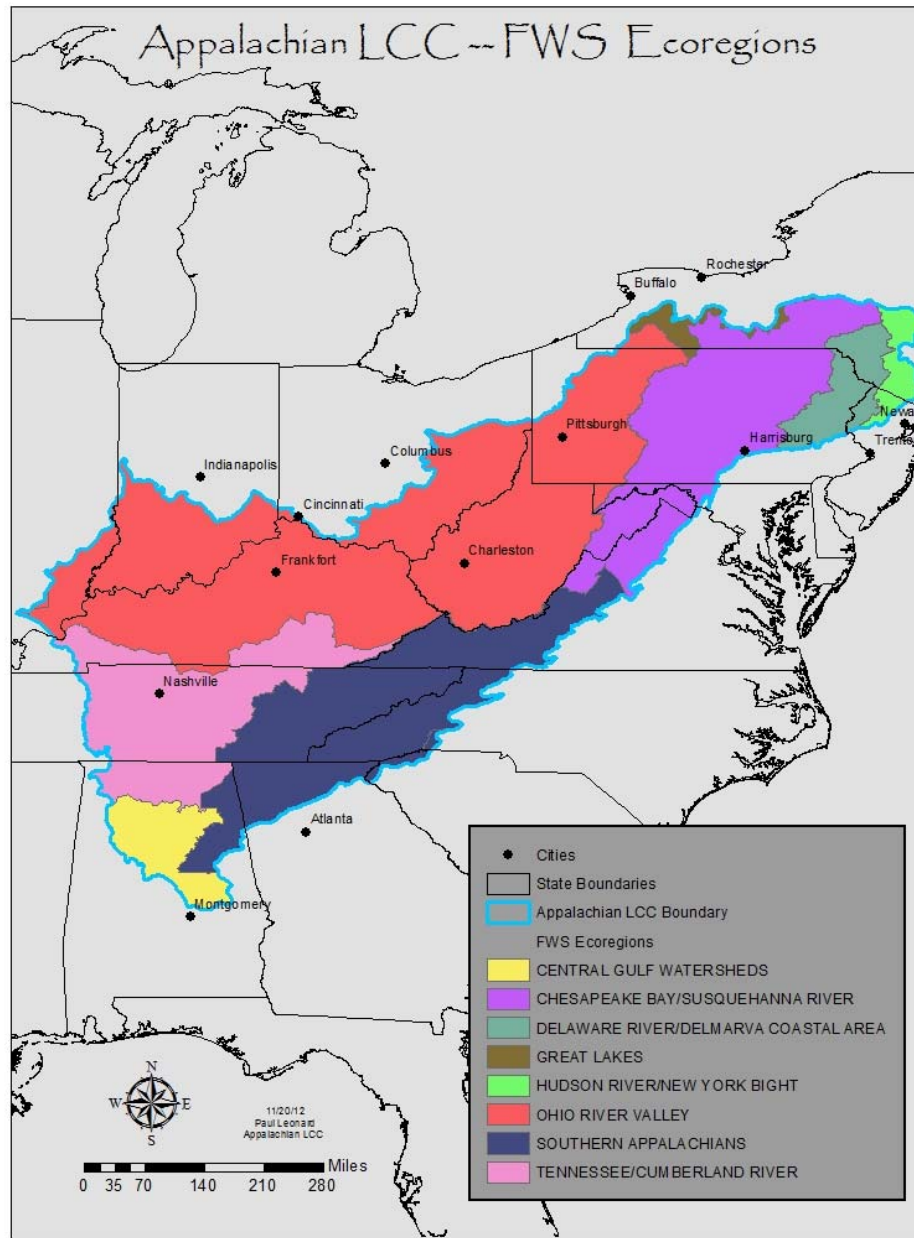 Appalachian LCC -- FWS Ecoregions
Rochester
Buffalo
Newa
Pittsburgh
Harrisburg
Trento
Columbus
Indianapolis
Cincinnati
Charleston
Frankfort
Nashville
Atlanta
Montgomery
Cities
State Boundaries
Appalachian LCC Boundary
FWS Ecoregions
CENTRAL GULF WATERSHEDS
CHESAPEAKE BAY/SUSQUEHANNA RIVER
DELAWARE RIVER/DELMARVA COASTAL AREA
GREAT LAKES
HUDSON RIVER/NEW YORK BIGHT
OHIO RIVER VALLEY
SOUTHERN APPALACHIANS
TENNESSEE/CUMBERLAND RIVER
N
W E
S
11/20/12
Paul Leonard
Appalachian LCC
Miles
0 35 70 140 210 280